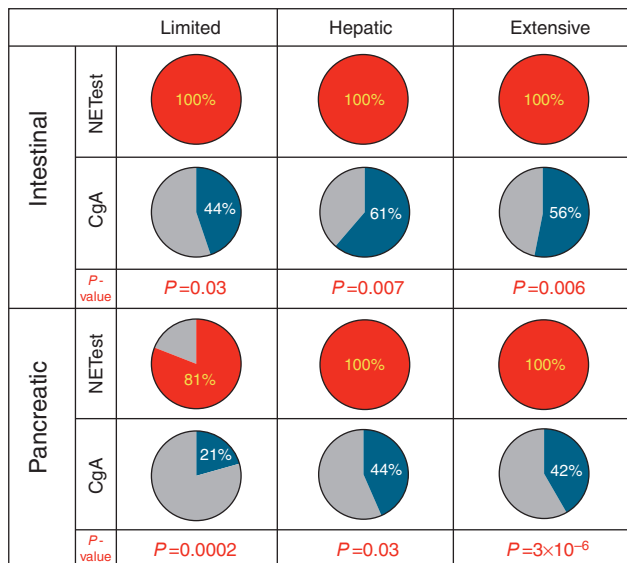 Limited Hepatic Extensive
Intestinal
NETest
100% 100% 100%
CgA
44% 61% 56%
P-
value
P=0.03 P=0.007 P=0.006
Pancreatic
NETest
81% 100% 100%
CgA
21% 44% 42%
P-
value
P=0.0002 P=0.03 P=3×10⁻⁶